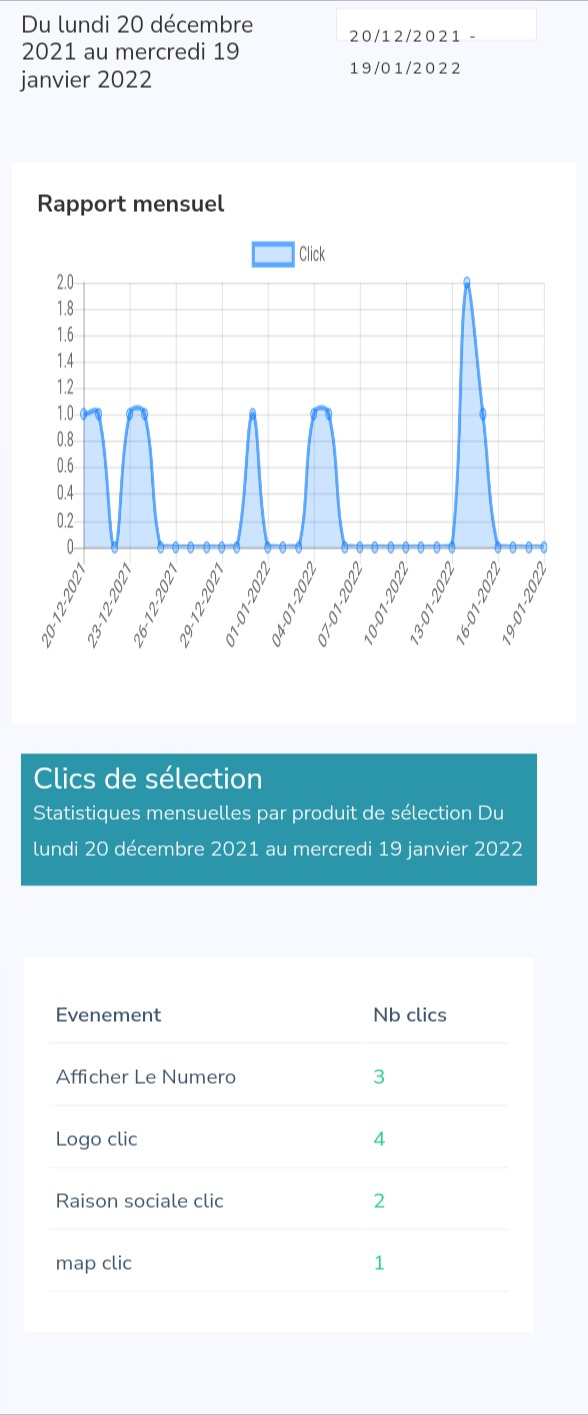 Du lundi 20 décembre
2021 au mercredi 19
janvier 2022
20/12/2021 -
19/01/2022
Rapport mensuel
Click
2.0
1.8
1.6
1.4
1.2
1.0
0.8
0.6
0.4
0.2
0
20-12-2021
23-12-2021
26-12-2021
29-12-2021
01-01-2022
04-01-2022
07-01-2022
10-01-2022
13-01-2022
16-01-2022
19-01-2022
Clics de sélection
Statistiques mensuelles par produit de sélection Du
lundi 20 décembre 2021 au mercredi 19 janvier 2022
Evenement Nb clics
Afficher Le Numero 3
Logo clic 4
Raison sociale clic 2
map clic 1